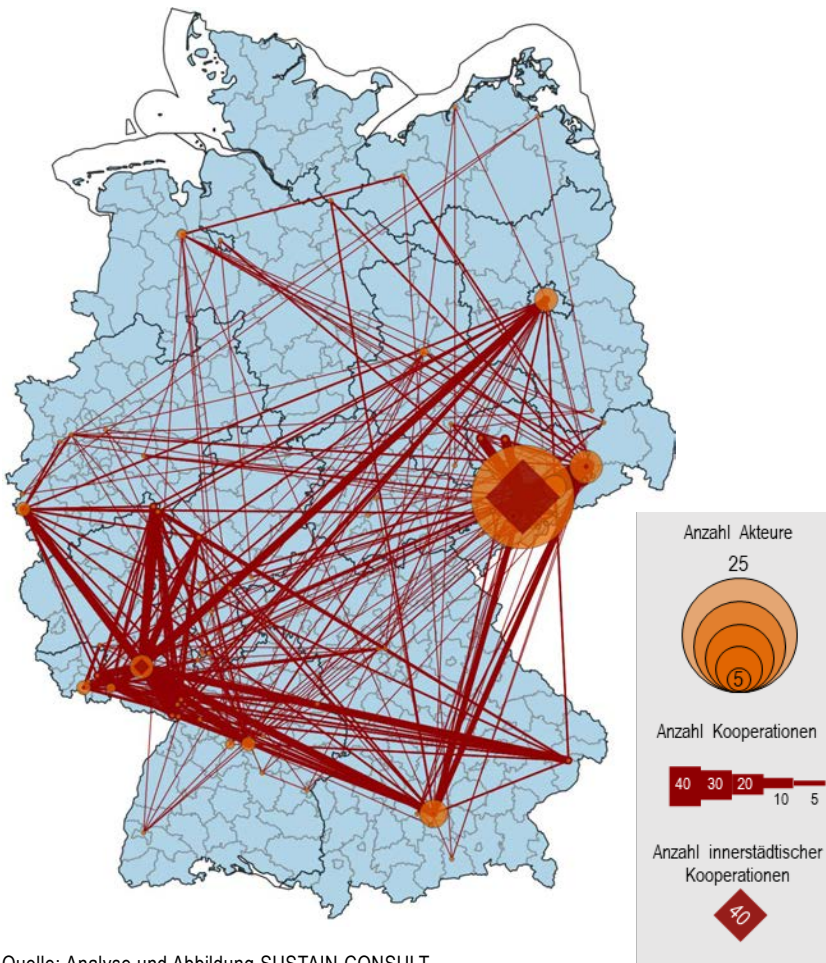 Anzahl Akteure
25
5
Anzahl Kooperationen
40 30 20 10 5
Anzahl innerstädtischer
Kooperationen
40
Quelle: Analyse und Abbildung SUSTAIN CONSULT